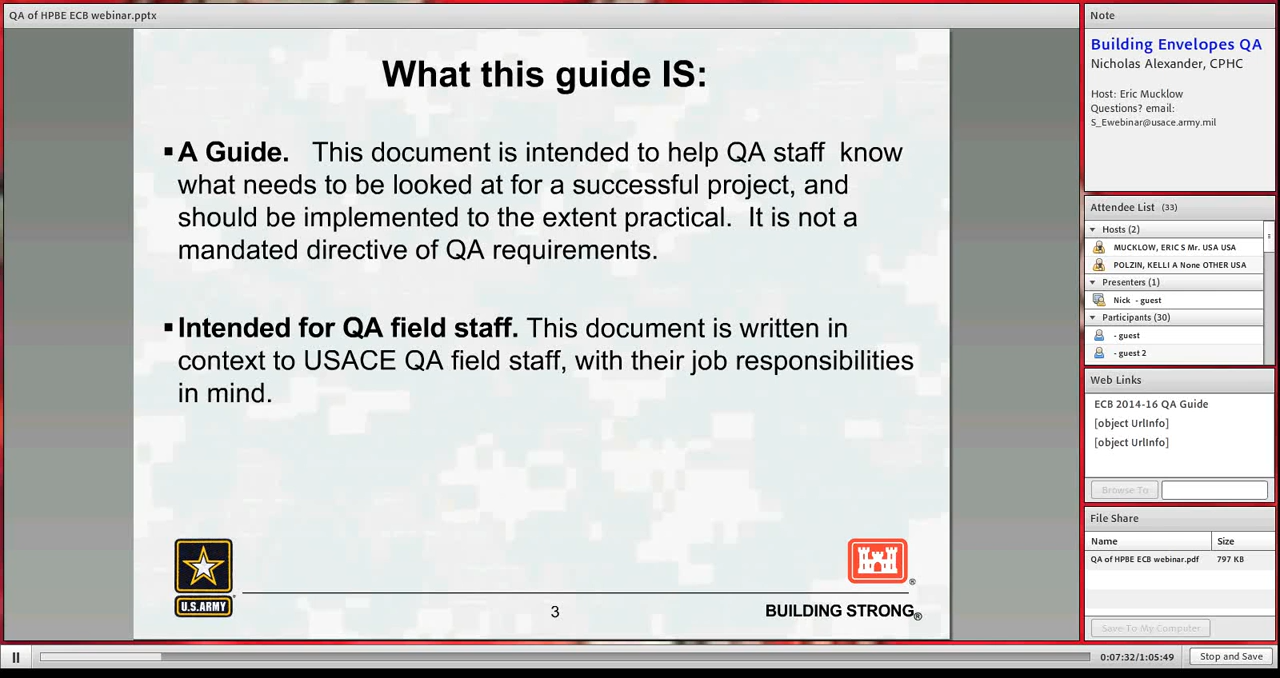 QA of HPBE ECB webinar.pptx
What this guide IS:
▪ A Guide. This document is intended to help QA staff know
what needs to be looked at for a successful project, and
should be implemented to the extent practical. It is not a
mandated directive of QA requirements.
▪ Intended for QA field staff. This document is written in
context to USACE QA field staff, with their job responsibilities
in mind.
U.S.ARMY
3
BUILDING STRONG®
Note
Building Envelopes QA
Nicholas Alexander, CPHC
Host: Eric Mucklow
Questions? email:
S_Ewebinar@usace.army.mil
Attendee List (33)
Hosts (2)
MUCKLOW, ERIC S Mr. USA USA
POLZIN, KELLI A None OTHER USA
Presenters (1)
Nick - guest
Participants (30)
- guest
- guest 2
Web Links
ECB 2014-16 QA Guide
[object UrlInfo]
[object UrlInfo]
Browse To
File Share
Name Size
QA of HPBE ECB webinar.pdf 797 KB
Save To My Computer
0:07:32/1:05:49 Stop and Save